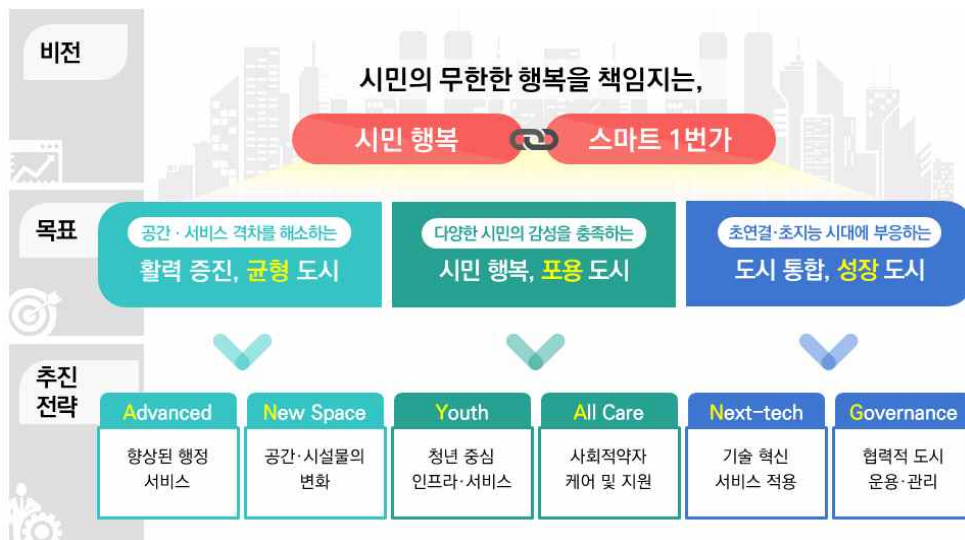 비전
시민의 무한한 행복을 책임지는,
시민 행복
스마트 1번가
목표
공간·서비스 격차를 해소하는
활력 증진, 균형 도시
다양한 시민의 감성을 충족하는
시민 행복, 포용 도시
초연결·초지능 시대에 부응하는
도시 통합, 성장 도시
추진
전략
Advanced
향상된 행정
서비스
New Space
공간·시설물의
변화
Youth
청년 중심
인프라·서비스
All Care
사회적약자
케어 및 지원
Next-tech
기술 혁신
서비스 적용
Governance
협력적 도시
운용·관리